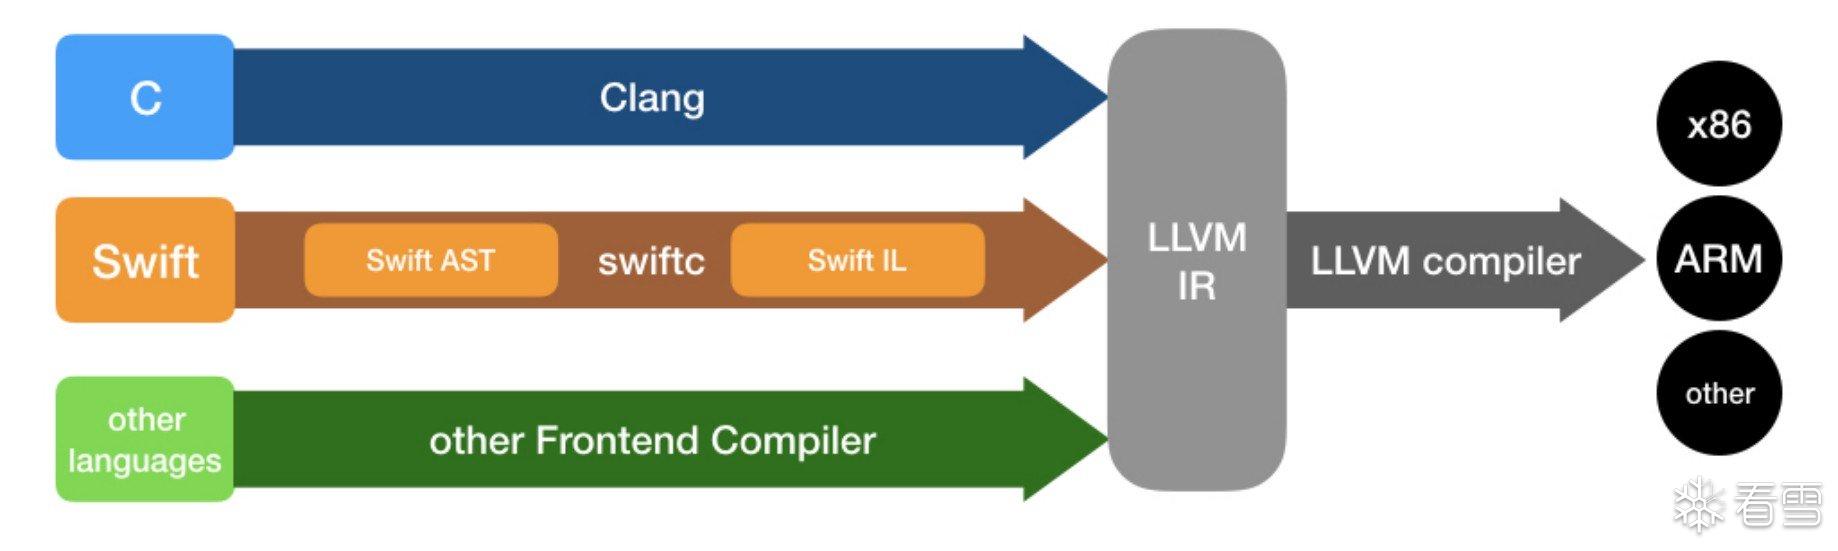 C
Clang
Swift
Swift AST
swiftc
Swift IL
other
languages
other Frontend Compiler
LLVM
IR
LLVM compiler
x86
ARM
other
看雪